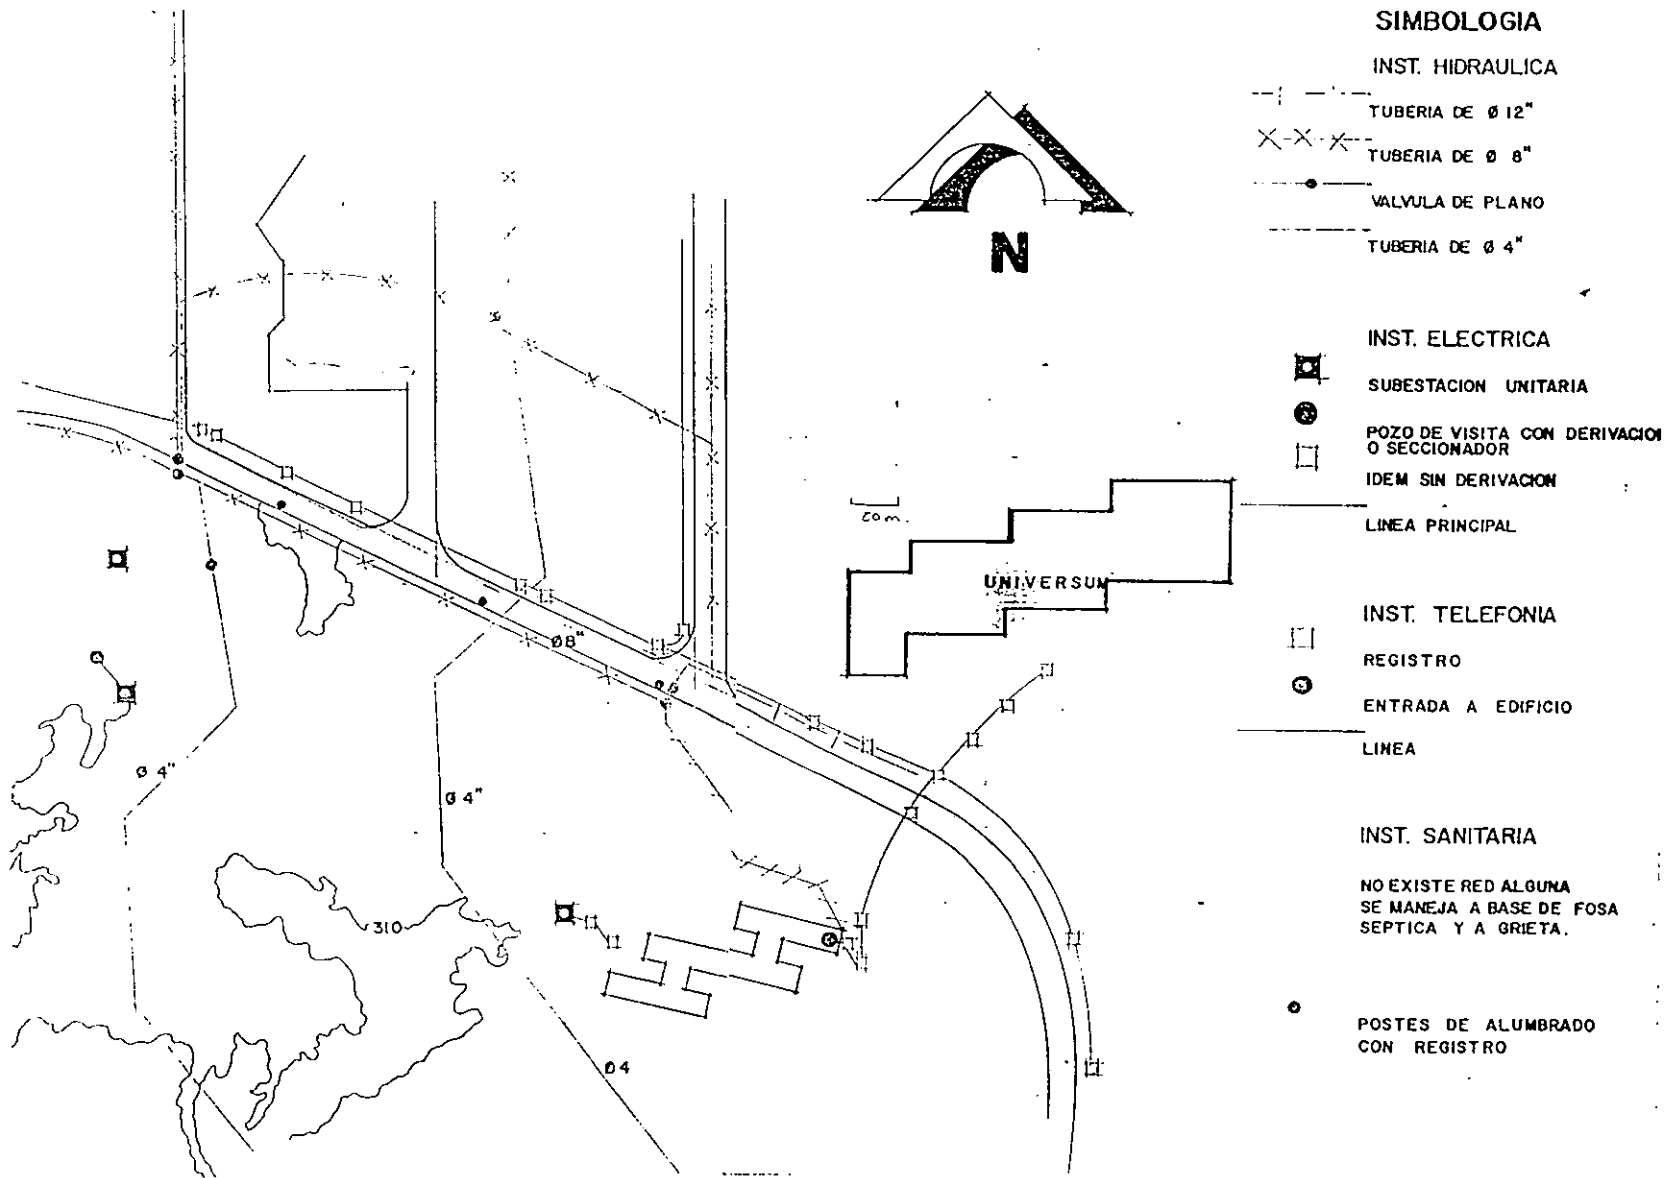 SIMBOLOGIA
INST. HIDRAULICA
TUBERIA DE Ø 12"
TUBERIA DE Ø 8"
VALVULA DE PLANO
TUBERIA DE Ø 4"
INST. ELECTRICA
SUBESTACION UNITARIA
POZO DE VISITA CON DERIVACION
O SECCIONADOR
IDEM SIN DERIVACION
LINEA PRINCIPAL
INST. TELEFONIA
REGISTRO
ENTRADA A EDIFICIO
LINEA
INST. SANITARIA
NO EXISTE RED ALGUNA
SE MANEJA A BASE DE FOSA
SEPTICA Y A GRIETA.
POSTES DE ALUMBRADO
CON REGISTRO
N
20m.
UNIVERSUM
Ø8"
Ø 4"
Ø 4"
310
Ø4